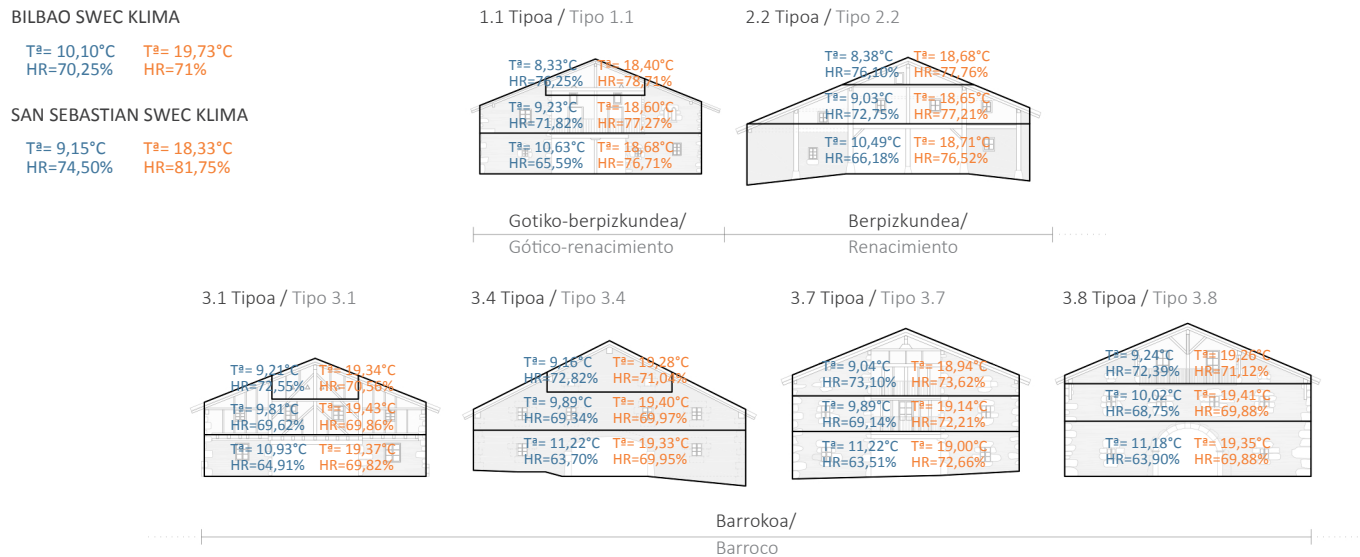 BILBAO SWEC KLIMA
Tª= 10,10°C Tª= 19,73°C
HR=70,25% HR=71%
SAN SEBASTIAN SWEC KLIMA
Tª= 9,15°C Tª= 18,33°C
HR=74,50% HR=81,75%
1.1 Tipoa / Tipo 1.1
Tª= 8,33°C Tª= 18,40°C
HR=76,25% HR=78,71%
Tª= 9,23°C Tª= 18,60°C
HR=71,82% HR=77,27%
Tª= 10,63°C Tª= 18,68°C
HR=65,59% HR=76,71%
2.2 Tipoa / Tipo 2.2
Tª= 8,38°C Tª= 18,68°C
HR=76,10% HR=77,76%
Tª= 9,03°C Tª= 18,65°C
HR=72,75% HR=77,21%
Tª= 10,49°C Tª= 18,71°C
HR=66,18% HR=76,52%
Gotiko-berpizkundea/
Gótico-renacimiento
Berpizkundea/
Renacimiento
3.1 Tipoa / Tipo 3.1
Tª= 9,21°C Tª= 19,34°C
HR=72,55% HR=70,56%
Tª= 9,81°C Tª= 19,43°C
HR=69,62% HR=69,86%
Tª= 10,93°C Tª= 19,37°C
HR=64,91% HR=69,82%
3.4 Tipoa / Tipo 3.4
Tª= 9,16°C Tª= 19,28°C
HR=72,82% HR=71,04%
Tª= 9,89°C Tª= 19,40°C
HR=69,34% HR=69,97%
Tª= 11,22°C Tª= 19,33°C
HR=63,70% HR=69,95%
3.7 Tipoa / Tipo 3.7
Tª= 9,04°C Tª= 18,94°C
HR=73,10% HR=73,62%
Tª= 9,89°C Tª= 19,14°C
HR=69,14% HR=72,21%
Tª= 11,22°C Tª= 19,00°C
HR=63,51% HR=72,66%
3.8 Tipoa / Tipo 3.8
Tª= 9,24°C Tª= 19,26°C
HR=72,39% HR=71,12%
Tª= 10,02°C Tª= 19,41°C
HR=68,75% HR=69,88%
Tª= 11,18°C Tª= 19,35°C
HR=63,90% HR=69,88%
Barrokoa/
Barroco